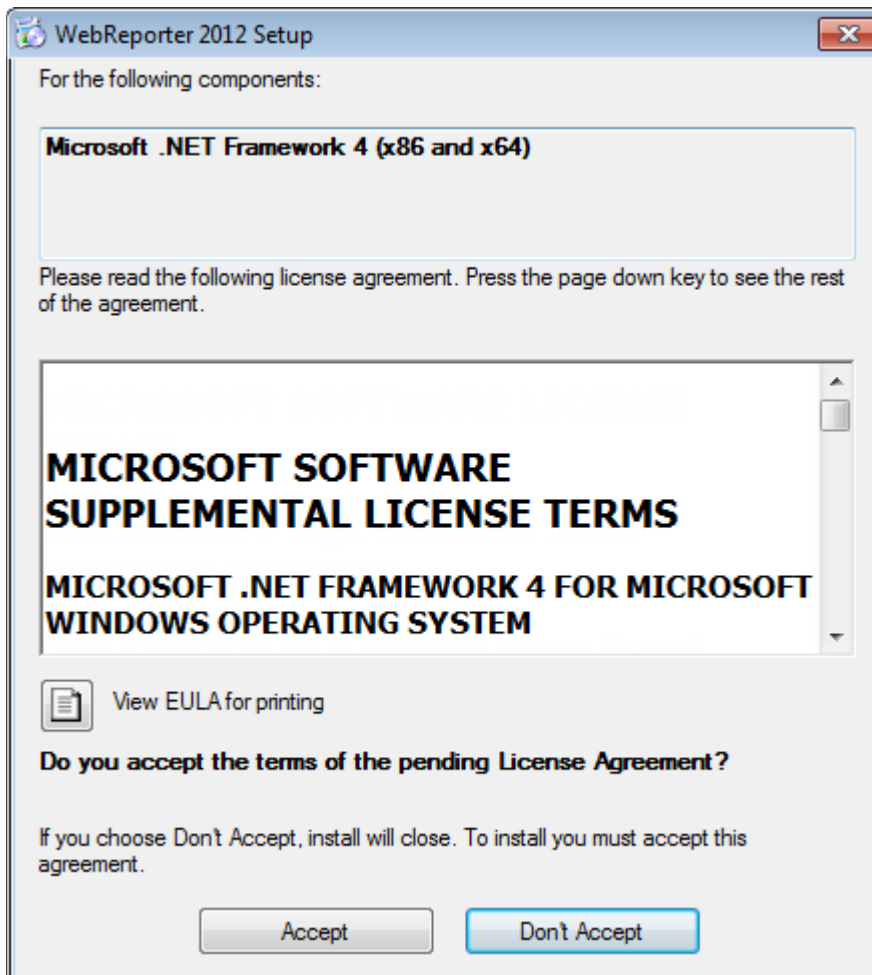 WebReporter 2012 Setup
For the following components:
Microsoft .NET Framework 4 (x86 and x64)
Please read the following license agreement. Press the page down key to see the rest
of the agreement.
MICROSOFT SOFTWARE
SUPPLEMENTAL LICENSE TERMS
MICROSOFT .NET FRAMEWORK 4 FOR MICROSOFT
WINDOWS OPERATING SYSTEM
View EULA for printing
Do you accept the terms of the pending License Agreement?
If you choose Don't Accept, install will close. To install you must accept this
agreement.
Accept Don't Accept